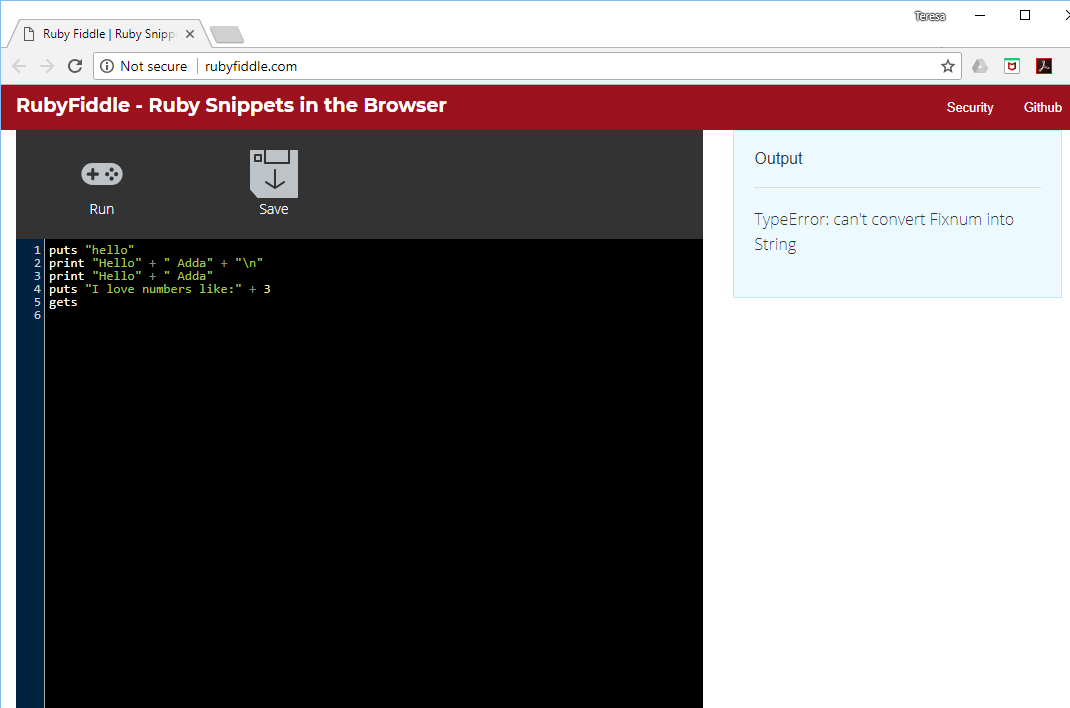 Teresa
Ruby Fiddle | Ruby Snipp
Not secure | rubyfiddle.com
RubyFiddle - Ruby Snippets in the Browser
Security
Github
Run
Save
1 puts "hello"
2 print "Hello" + " Adda" + "\n"
3 print "Hello" + " Adda"
4 puts "I love numbers like:" + 3
5 gets
6
Output
TypeError: can't convert Fixnum into
String